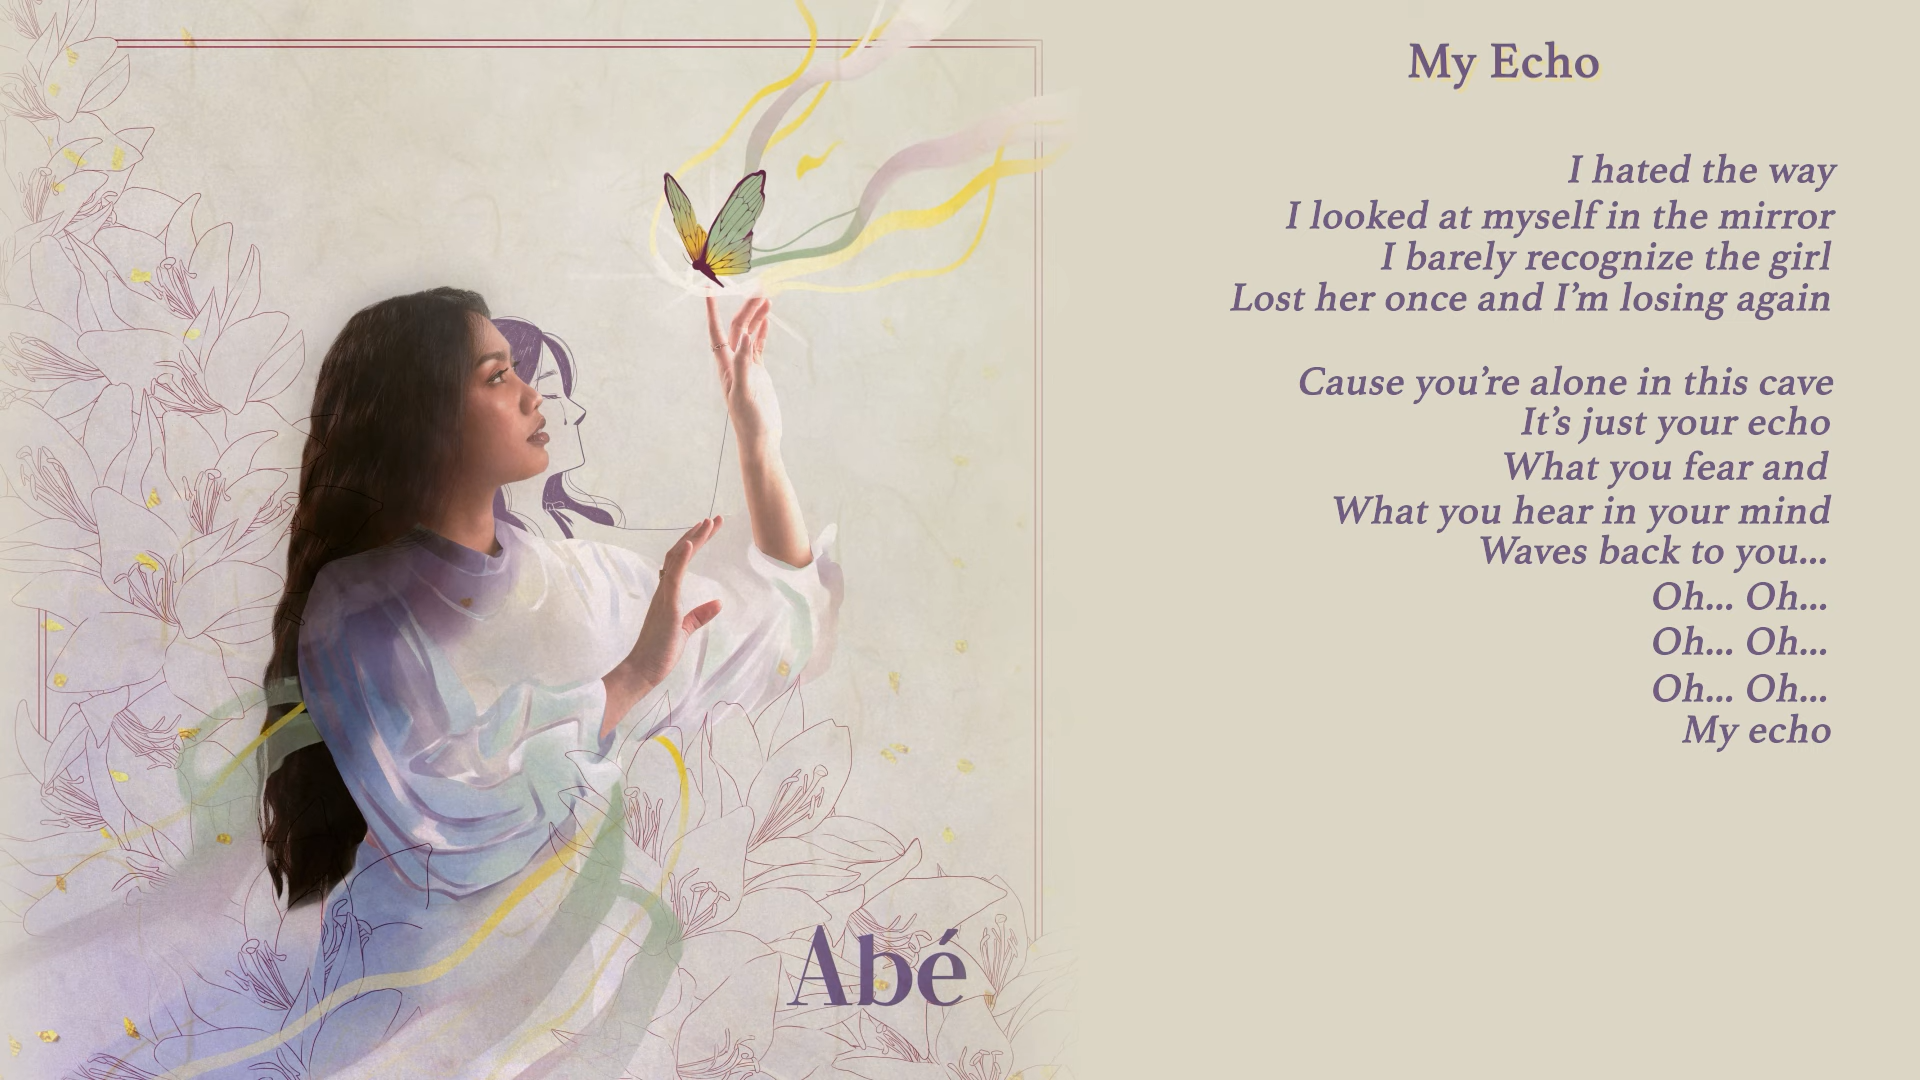 My Echo
I hated the way
I looked at myself in the mirror
I barely recognize the girl
Lost her once and I’m losing again
Cause you’re alone in this cave
It’s just your echo
What you fear and
What you hear in your mind
Waves back to you...
Oh... Oh...
Oh... Oh...
Oh... Oh...
My echo
Abé